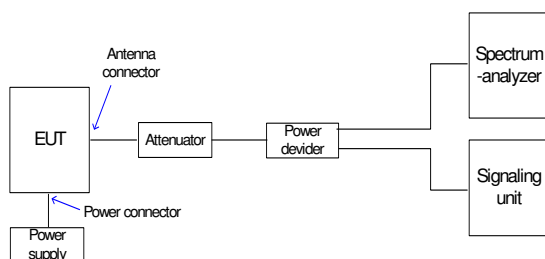 Antenna
connector
Spectrum
-analyzer
EUT
Attenuator
Power
devider
Signaling
unit
Power connector
Power
supply